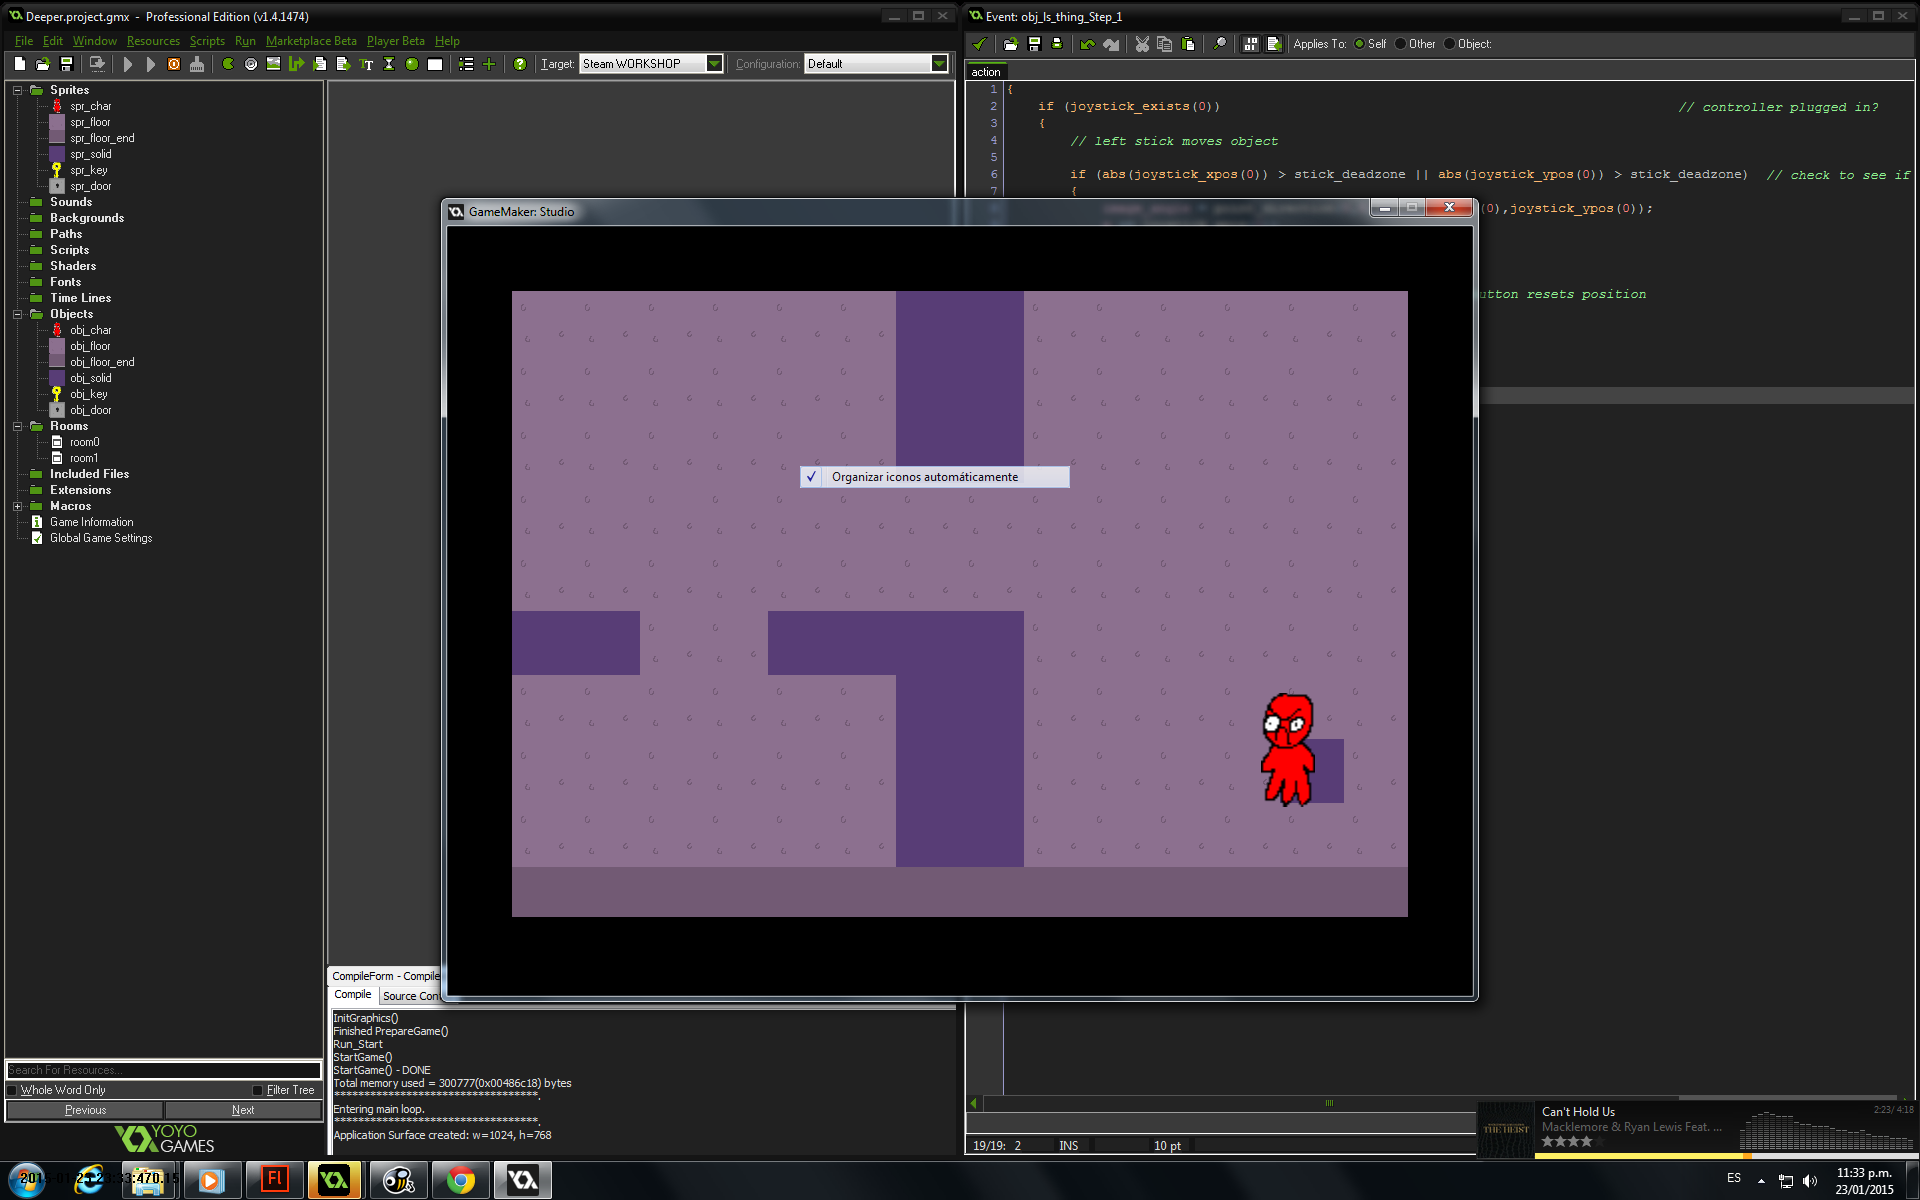 Deeper.project.gmx - Professional Edition (v1.4.1474)
File Edit Window Resources Scripts Run Marketplace Beta Player Beta Help
Target: Steam WORKSHOP Configuration: Default
Sprites
spr_char
spr_floor
spr_floor_end
spr_solid
spr_key
spr_door
Sounds
Backgrounds
Paths
Scripts
Shaders
Fonts
Time Lines
Objects
obj_char
obj_floor
obj_floor_end
obj_solid
obj_key
obj_door
Rooms
room0
room1
Included Files
Extensions
Macros
Game Information
Global Game Settings
Search For Resources...
Whole Word Only Filter Tree
Previous Next
YOYO
GAMES
Event: obj_ls_thing_Step_1
Applies To: Self Other Object:
action
1 {
2 if (joystick_exists(0)) // controller plugged in?
3 {
4 // left stick moves object
5
6 if (abs(joystick_xpos(0)) > stick_deadzone || abs(joystick_ypos(0)) > stick_deadzone) // check to see if
7 {
(0),joystick_ypos(0));
utton resets position
GameMaker: Studio
Organizar iconos automáticamente
CompileForm - Compile
Compile Source Con
InitGraphics()
Finished PrepareGame()
Run_Start
StartGame()
StartGame() - DONE
Total memory used = 300777(0x00486c18) bytes
***********************************.
Entering main loop.
***********************************.
Application Surface created: w=1024, h=768
19/19: 2 INS 10 pt
THE HEIST
Can't Hold Us
Macklemore & Ryan Lewis Feat. ...
2:23/ 4:18
Fl
ES
11:33 p.m.
23/01/2015